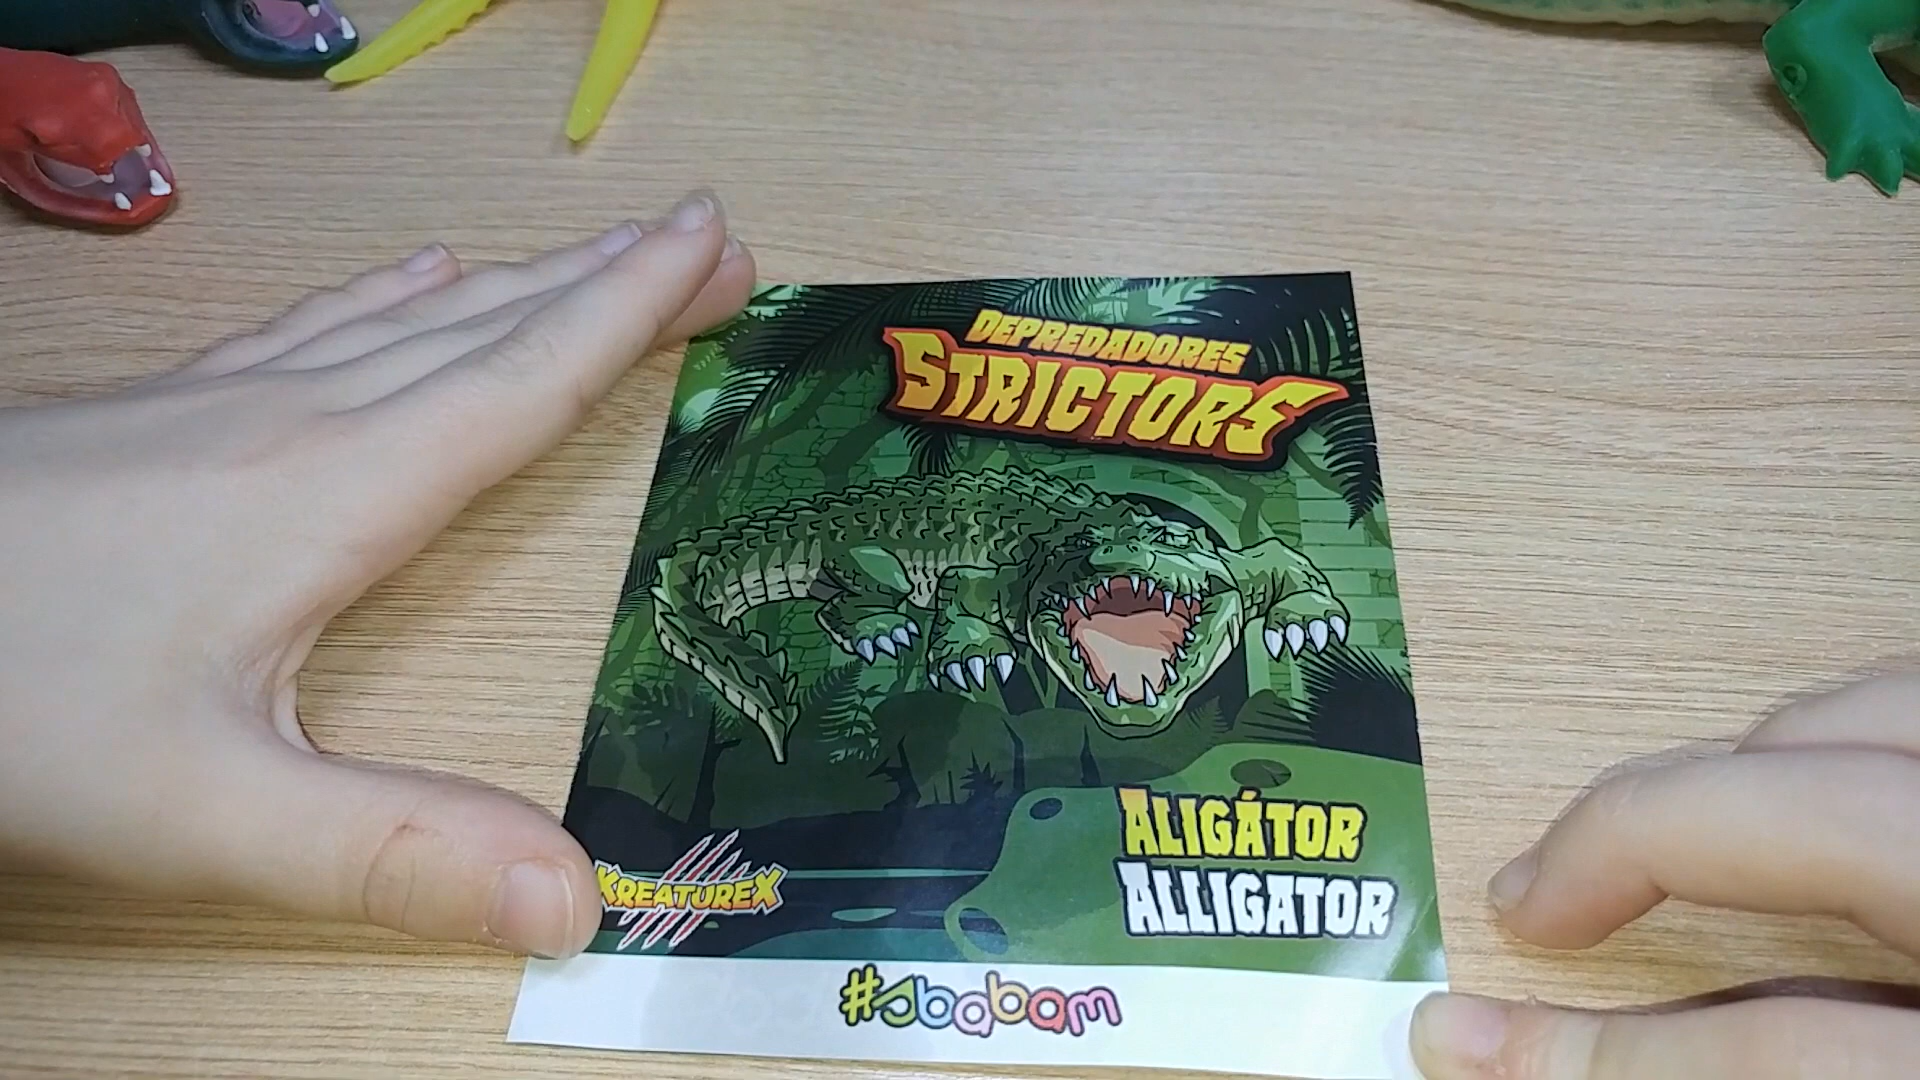 DEPREDADORES
STRICTORS
ALIGÁTOR
ALLIGATOR
KREATUREX
#sbabam